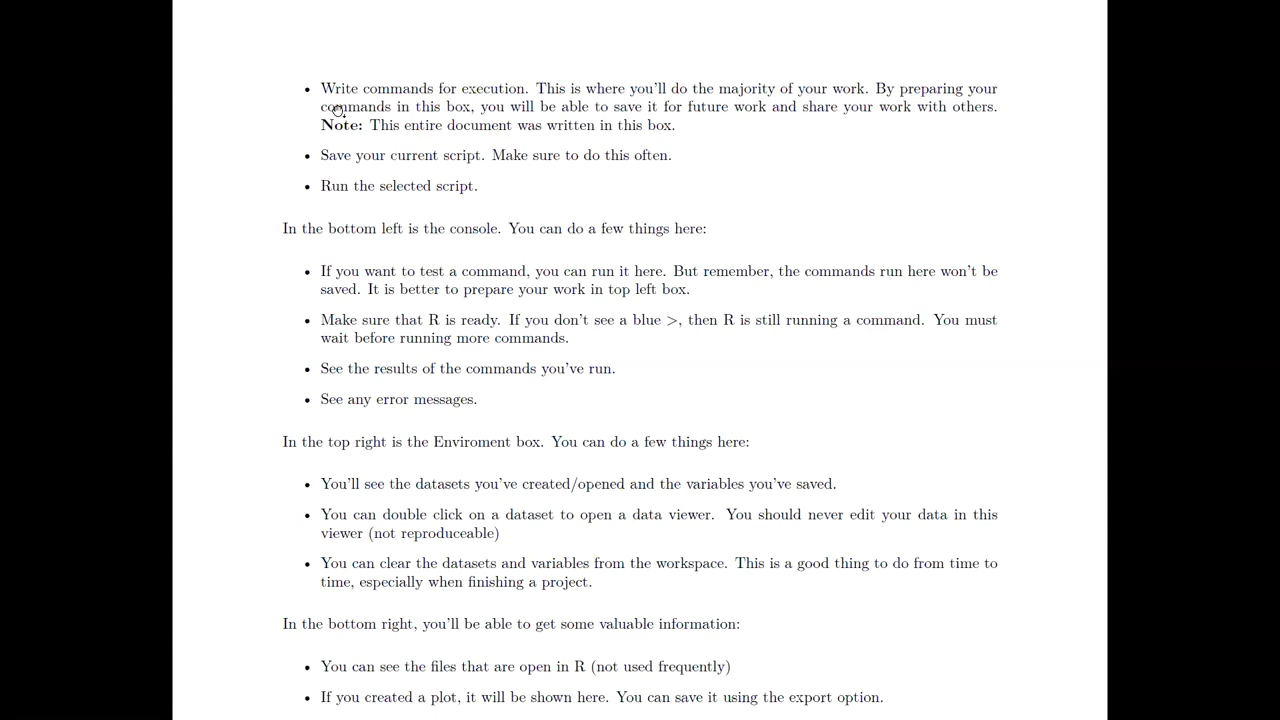 • Write commands for execution. This is where you'll do the majority of your work. By preparing your
commands in this box, you will be able to save it for future work and share your work with others.
Note: This entire document was written in this box.
• Save your current script. Make sure to do this often.
• Run the selected script.
In the bottom left is the console. You can do a few things here:
• If you want to test a command, you can run it here. But remember, the commands run here won't be
saved. It is better to prepare your work in top left box.
• Make sure that R is ready. If you don't see a blue >, then R is still running a command. You must
wait before running more commands.
• See the results of the commands you've run.
• See any error messages.
In the top right is the Enviroment box. You can do a few things here:
• You'll see the datasets you've created/opened and the variables you've saved.
• You can double click on a dataset to open a data viewer. You should never edit your data in this
viewer (not reproduceable)
• You can clear the datasets and variables from the workspace. This is a good thing to do from time to
time, especially when finishing a project.
In the bottom right, you'll be able to get some valuable information:
• You can see the files that are open in R (not used frequently)
• If you created a plot, it will be shown here. You can save it using the export option.